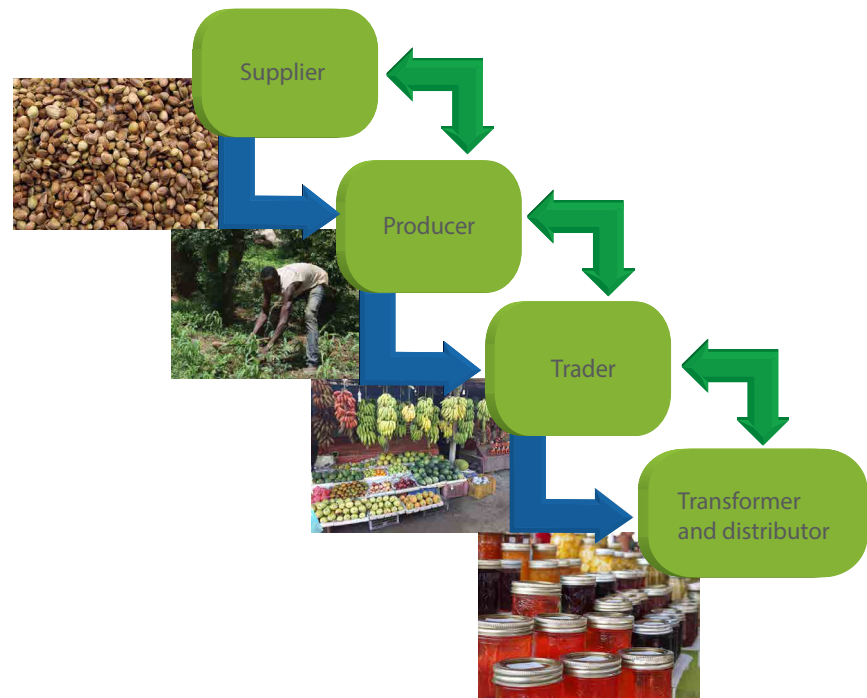 Supplier
Producer
Trader
Transformer
and distributor